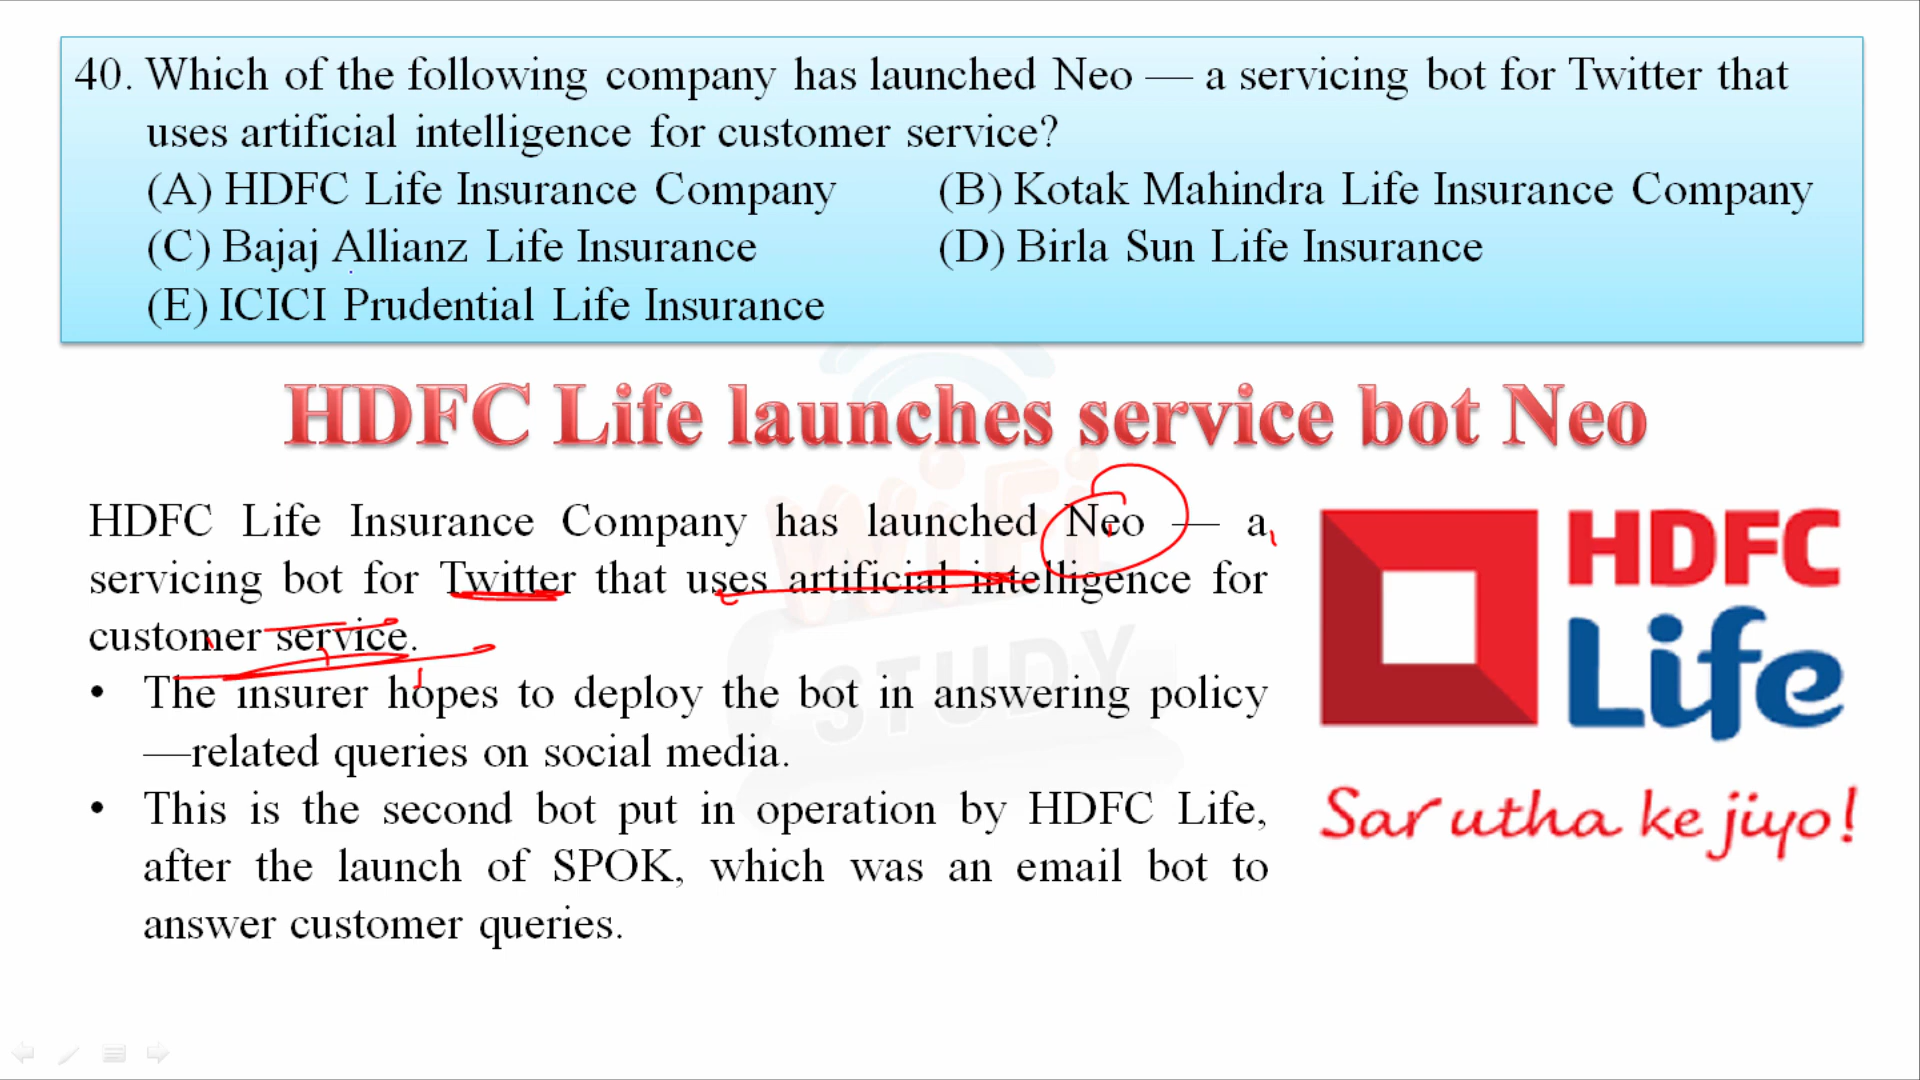 40. Which of the following company has launched Neo — a servicing bot for Twitter that
uses artificial intelligence for customer service?
(A) HDFC Life Insurance Company (B) Kotak Mahindra Life Insurance Company
(C) Bajaj Allianz Life Insurance (D) Birla Sun Life Insurance
(E) ICICI Prudential Life Insurance
HDFC Life launches service bot Neo
HDFC Life Insurance Company has launched Neo — a
servicing bot for Twitter that uses artificial intelligence for
customer service.
• The insurer hopes to deploy the bot in answering policy
—related queries on social media.
• This is the second bot put in operation by HDFC Life,
after the launch of SPOK, which was an email bot to
answer customer queries.
HDFC
Life
Sar utha ke jiyo!
WiFi
STUDY